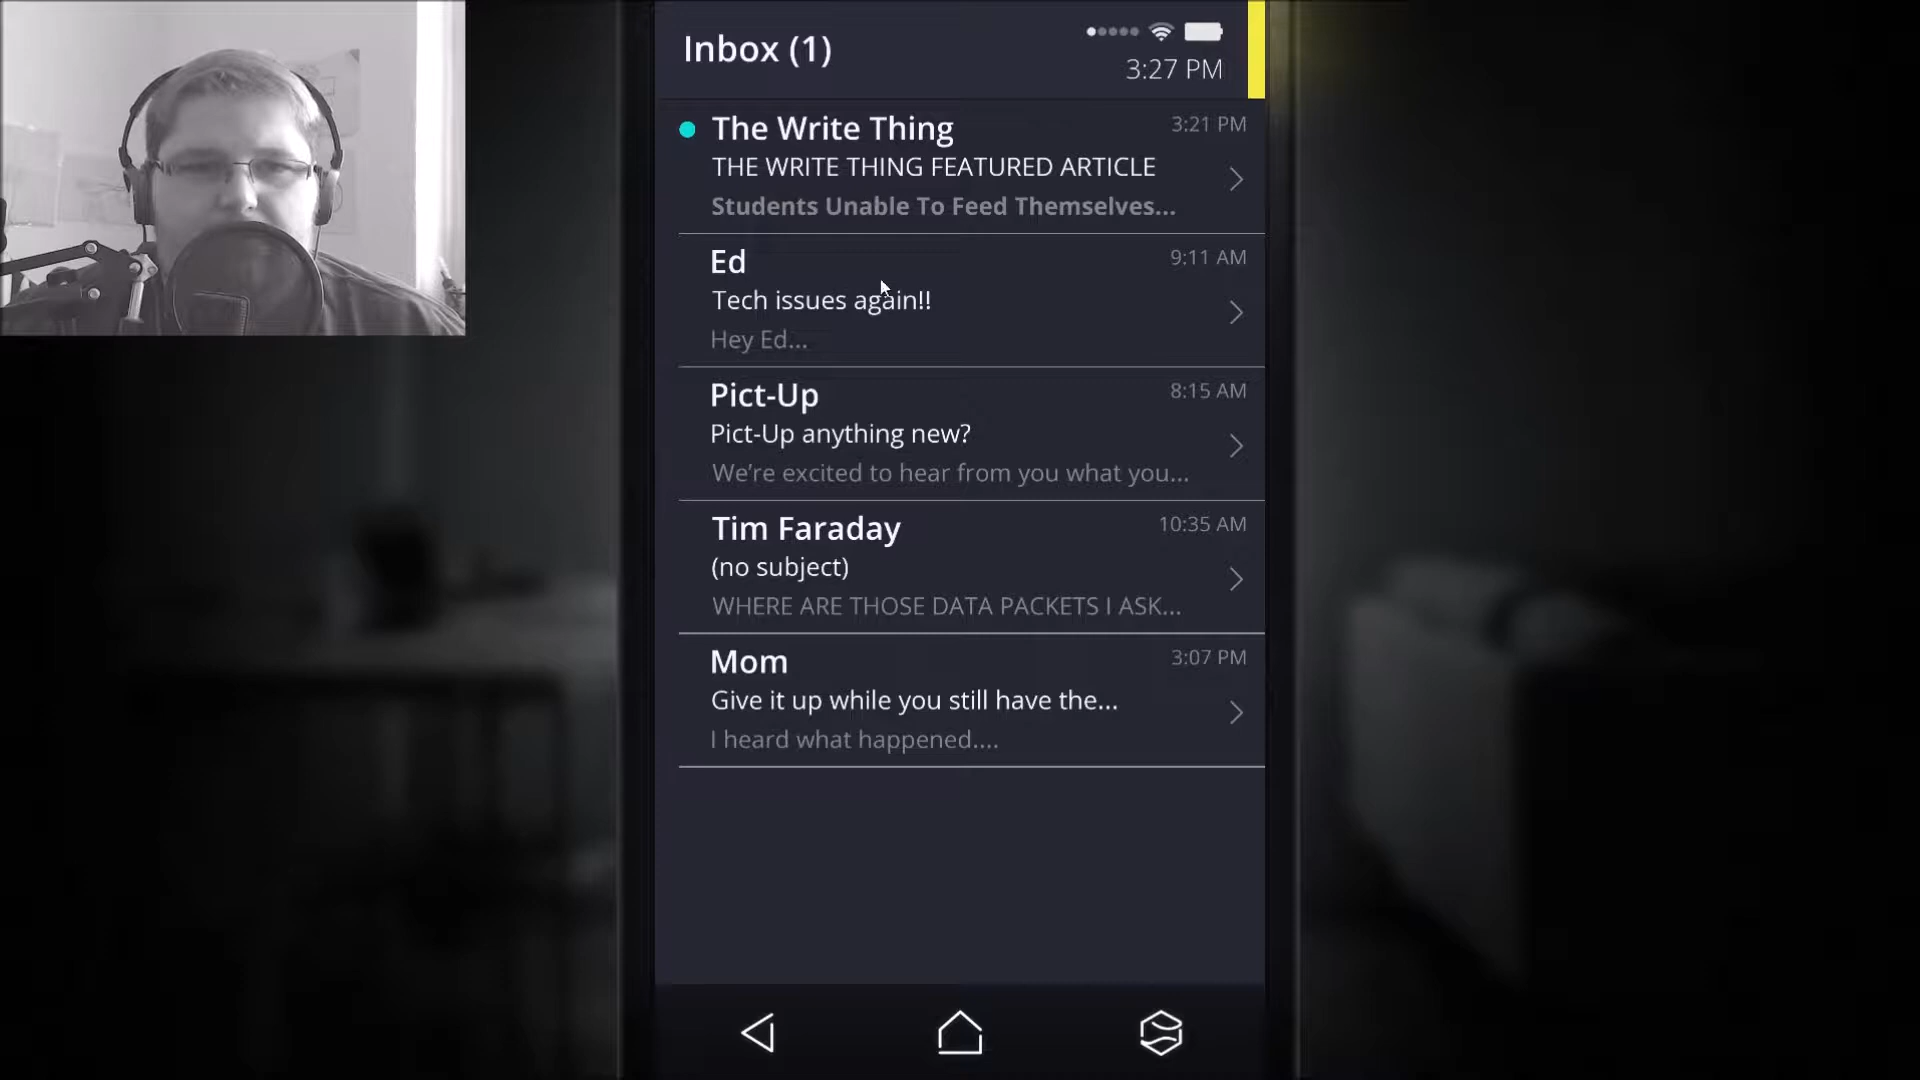 Inbox (1)
3:27 PM
The Write Thing
3:21 PM
THE WRITE THING FEATURED ARTICLE
Students Unable To Feed Themselves...
Ed
9:11 AM
Tech issues again!!
Hey Ed...
Pict-Up
8:15 AM
Pict-Up anything new?
We're excited to hear from you what you...
Tim Faraday
10:35 AM
(no subject)
WHERE ARE THOSE DATA PACKETS I ASK...
Mom
3:07 PM
Give it up while you still have the...
I heard what happened....